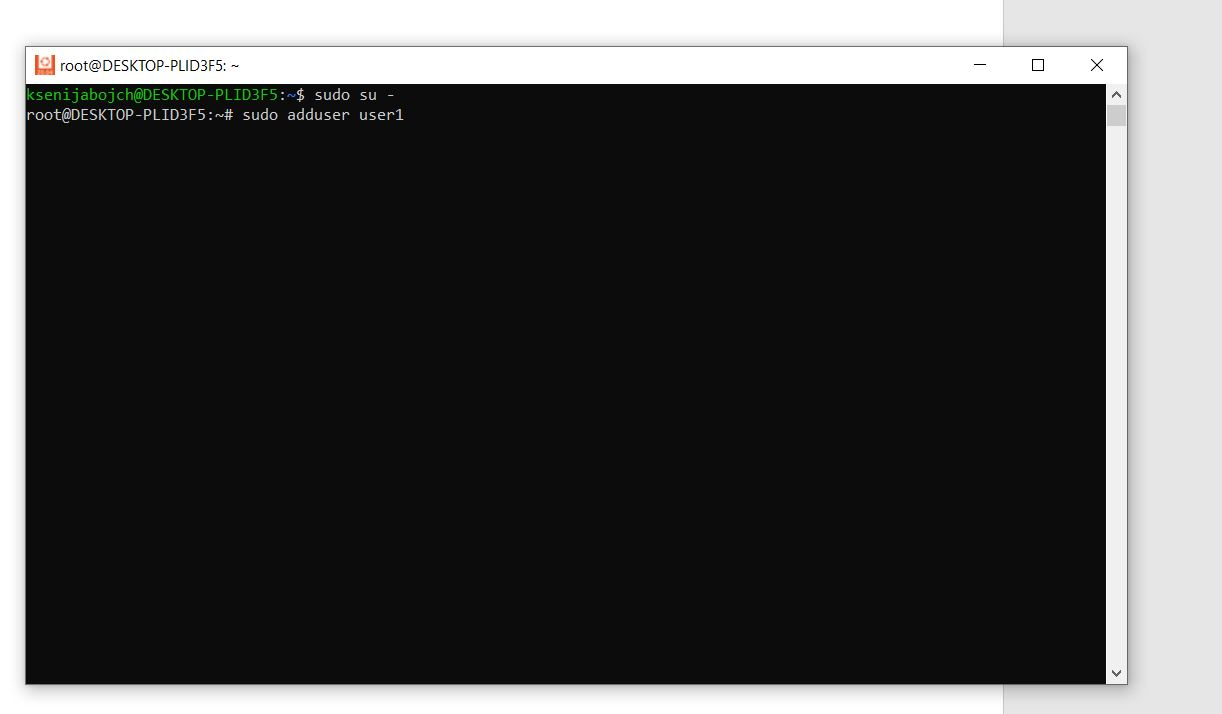 root@DESKTOP-PLID3F5: ~
ksenijabojch@DESKTOP-PLID3F5:~$ sudo su -
root@DESKTOP-PLID3F5:~# sudo adduser user1